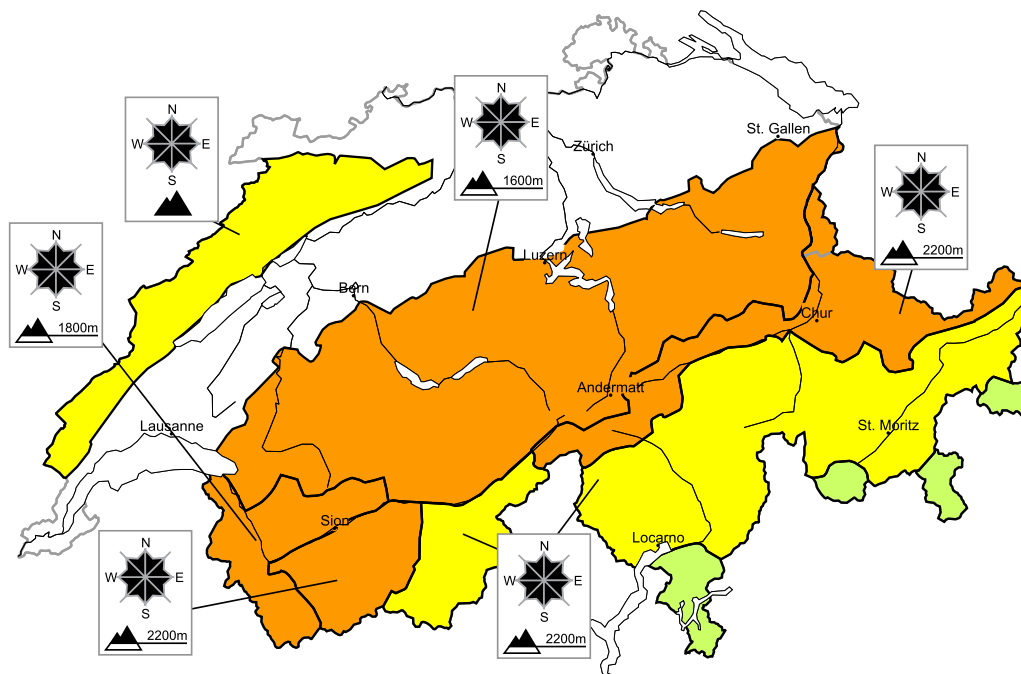 N
W E
S
1600m
St. Gallen
Zürich
N
W E
S
N
W E
S
2200m
N
W E
S
1800m
Luzern
Bern
Chur
Andermatt
Lausanne
St. Moritz
Sion
Locarno
N
W E
S
2200m
N
W E
S
2200m